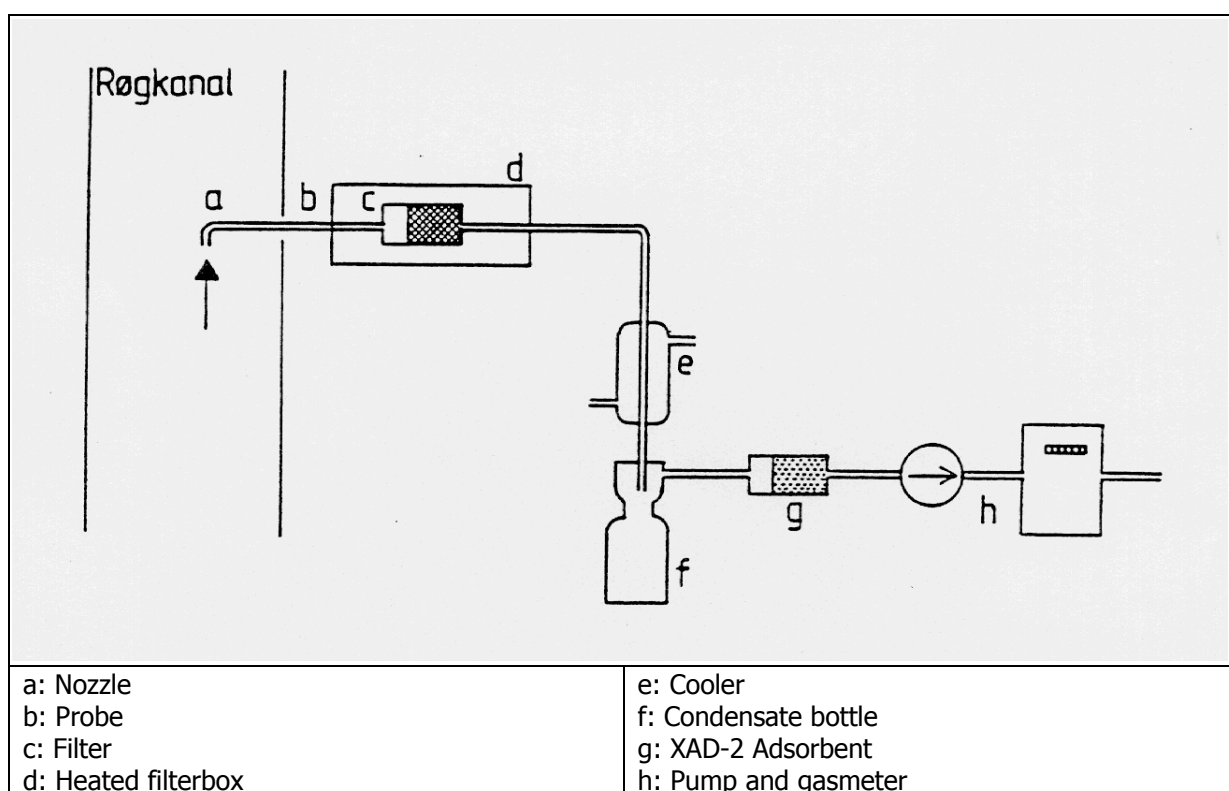 Røgkanal
a
b
c
d
e
f
g
h
a: Nozzle
b: Probe
c: Filter
d: Heated filterbox
e: Cooler
f: Condensate bottle
g: XAD-2 Adsorbent
h: Pump and gasmeter